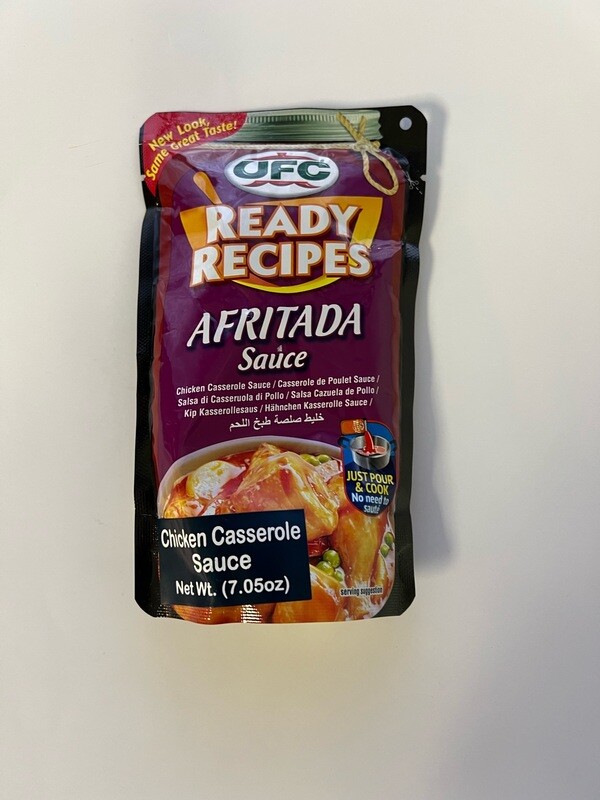 New Look,
Same Great Taste!
UFC
READY
RECIPES
AFRITADA
Sauce
Chicken Casserole Sauce / Casserole de Poulet Sauce /
Salsa di Casseruola di Pollo / Salsa Cazuela de Pollo /
Kip Kasserollesaus / Hähnchen Kasserolle Sauce /
خليط صلصة طبخ اللحم
JUST POUR
& COOK
No need to
sauté
Chicken Casserole
Sauce
Net Wt. (7.05oz)
serving suggestion